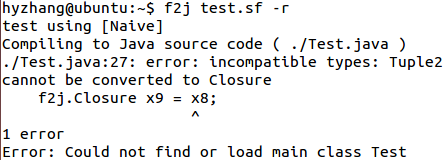 hyzhang@ubuntu:~$ f2j test.sf -r
test using [Naive]
Compiling to Java source code ( ./Test.java )
./Test.java:27: error: incompatible types: Tuple2
cannot be converted to Closure
    f2j.Closure x9 = x8;
                     ^
1 error
Error: Could not find or load main class Test